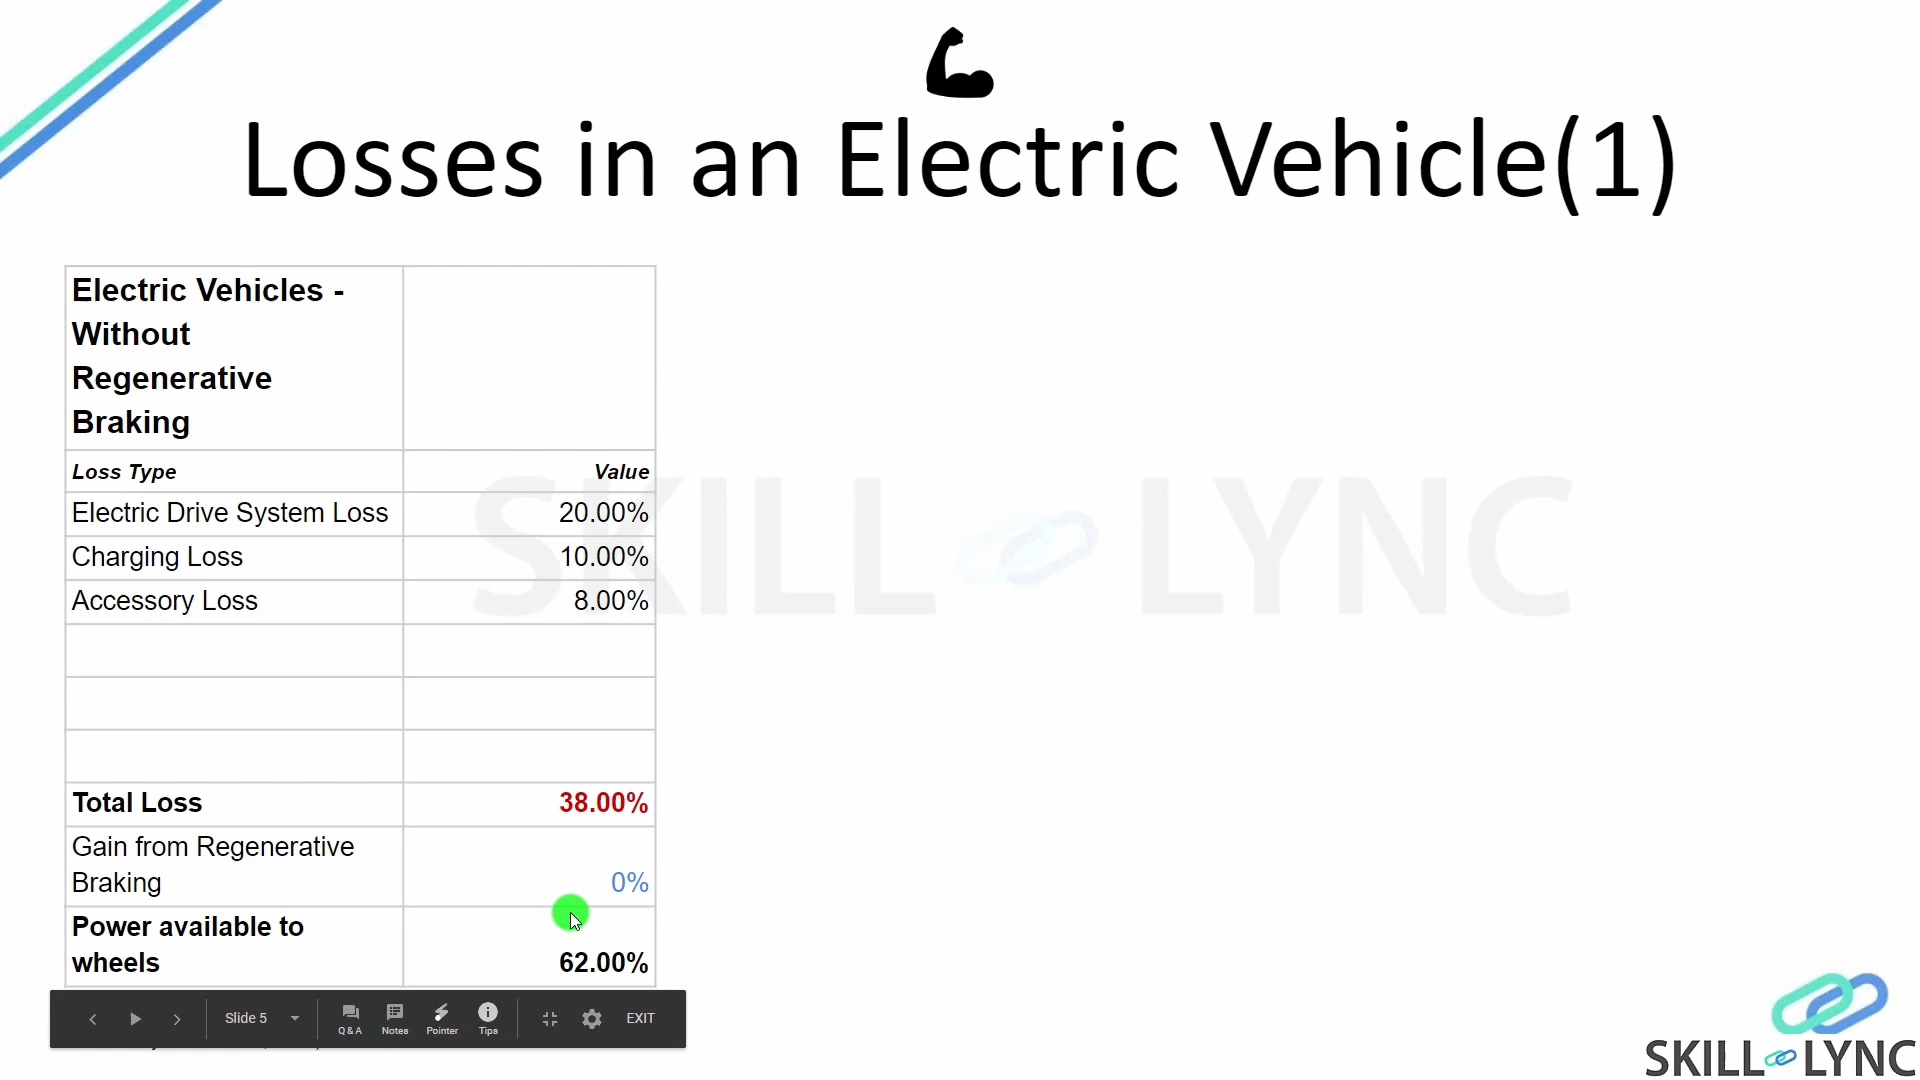 Losses in an Electric Vehicle(1)
Electric Vehicles -
Without
Regenerative
Braking
Loss Type Value
Electric Drive System Loss 20.00%
Charging Loss 10.00%
Accessory Loss 8.00%
SKILL LYNC
Total Loss 38.00%
Gain from Regenerative
Braking 0%
Power available to
wheels 62.00%
Slide 5 Q & A Notes Pointer Tips EXIT
SKILL LYNC